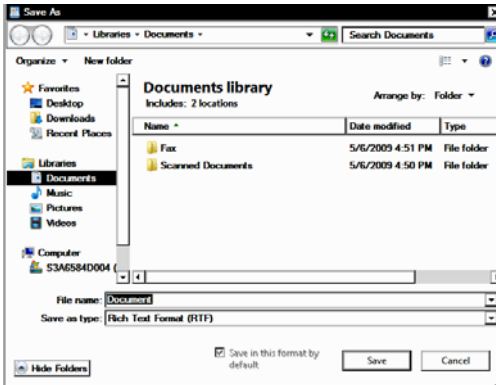 Save As
Libraries Documents
Search Documents
Organize New folder
Favorites
Desktop
Downloads
Recent Places
Libraries
Documents
Music
Pictures
Videos
Computer
S3A6584D004 (
Documents library
Includes: 2 locations
Arrange by: Folder
Name Date modified Type
Fax 5/6/2009 4:51 PM File folder
Scanned Documents 5/6/2009 4:50 PM File folder
File name: Document
Save as type: Rich Text Format (RTF)
Hide Folders
Save in this format by
default
Save Cancel